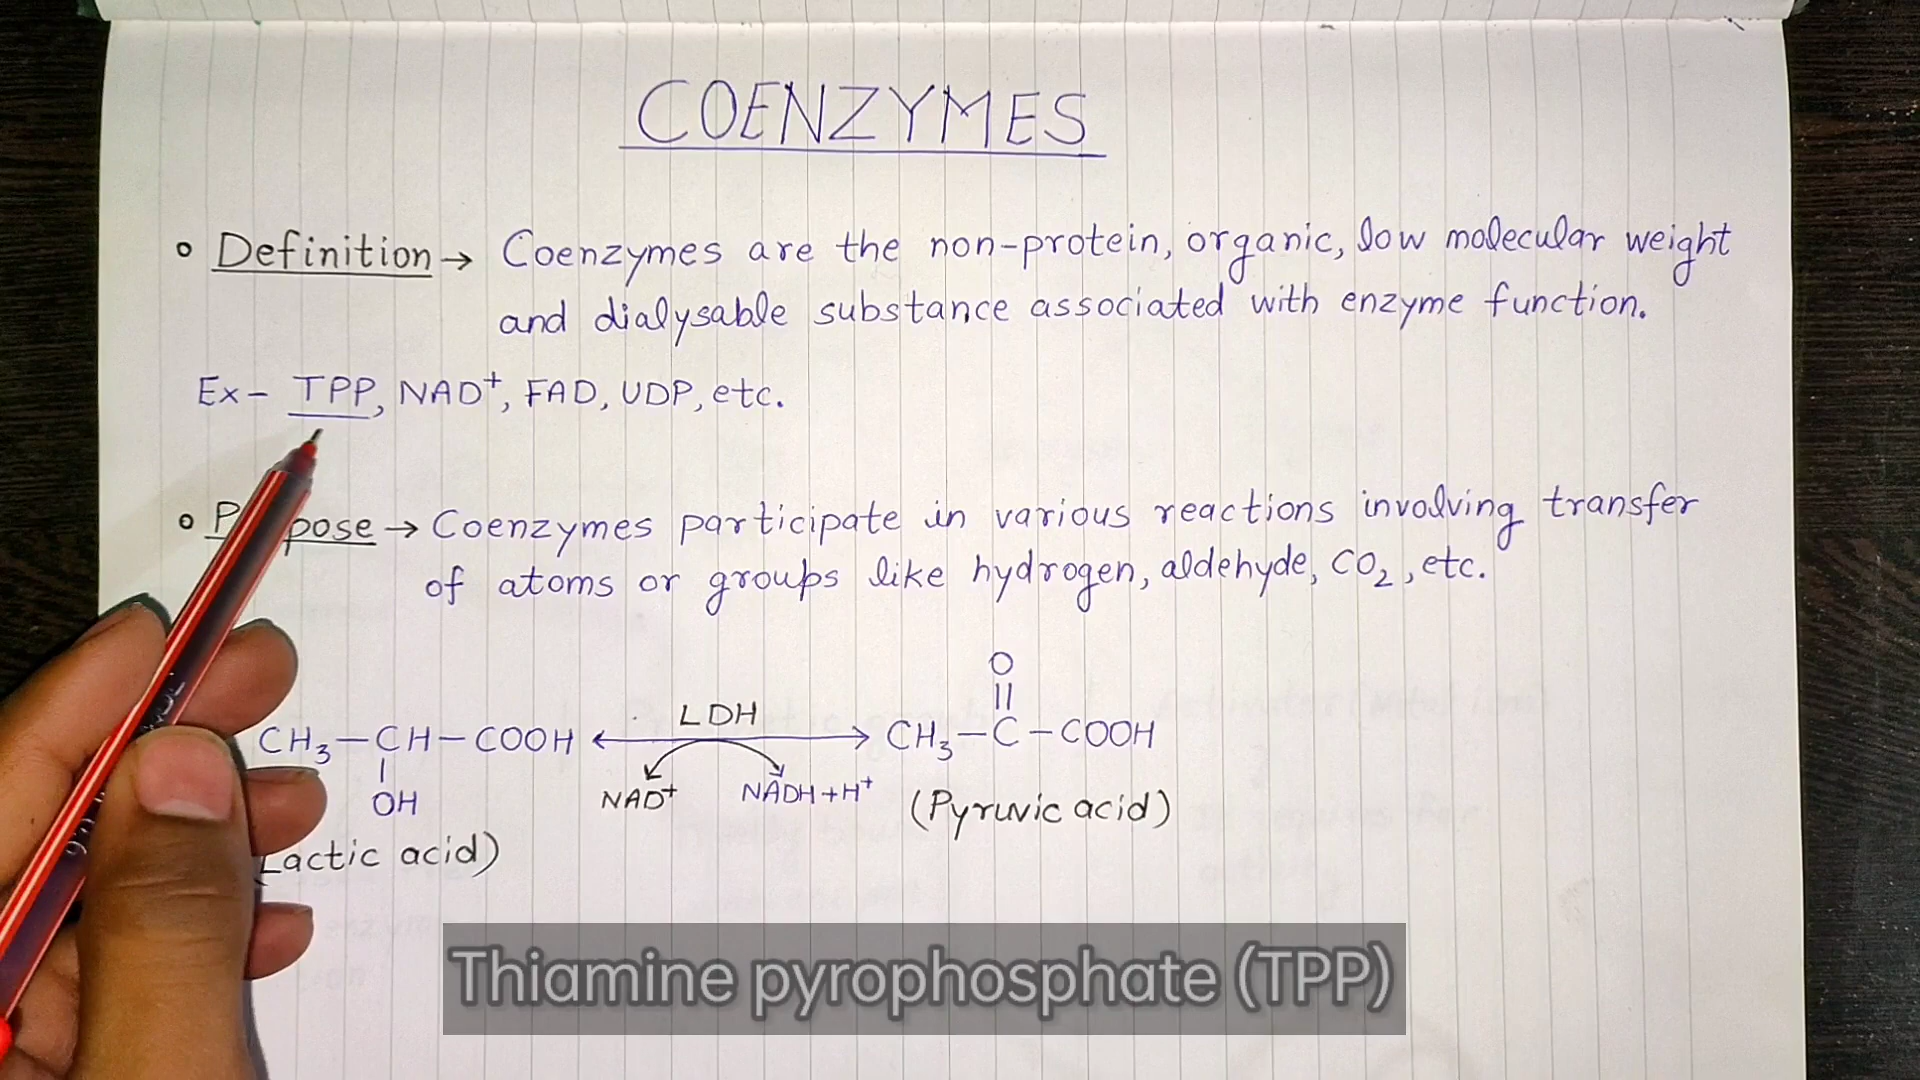 COENZYMES
Definition → Coenzymes are the non-protein, organic, low molecular weight
and dialysable substance associated with enzyme function.
Ex- TPP, NAD⁺, FAD, UDP, etc.
→ Coenzymes participate in various reactions involving transfer
of atoms or groups like hydrogen, aldehyde, CO₂, etc.
O
LDH
CH₃-CH-COOH CH₃-C-COOH
OH NAD⁺ NADH+H⁺ (Pyruvic acid)
Lactic acid)
Thiamine pyrophosphate (TPP)